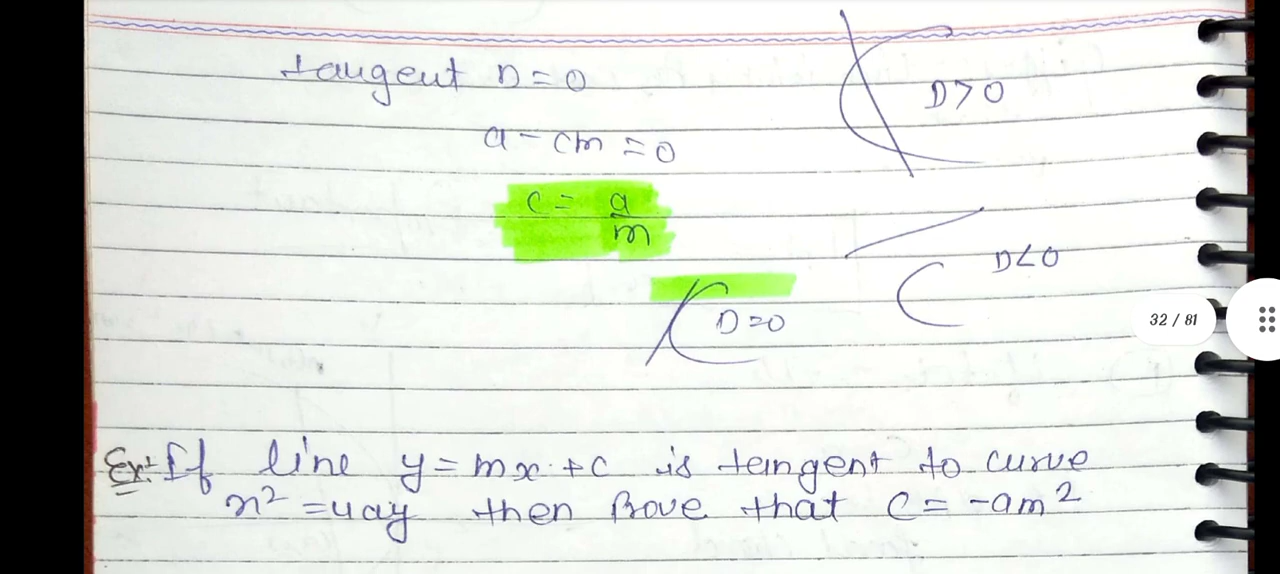 tangent D = 0
D > 0
a - cm = 0
c = a/m
D < 0
D = 0
32 / 81
Ex: If line y = mx + c is tangent to curve
x² = 4ay then Prove that c = -am²